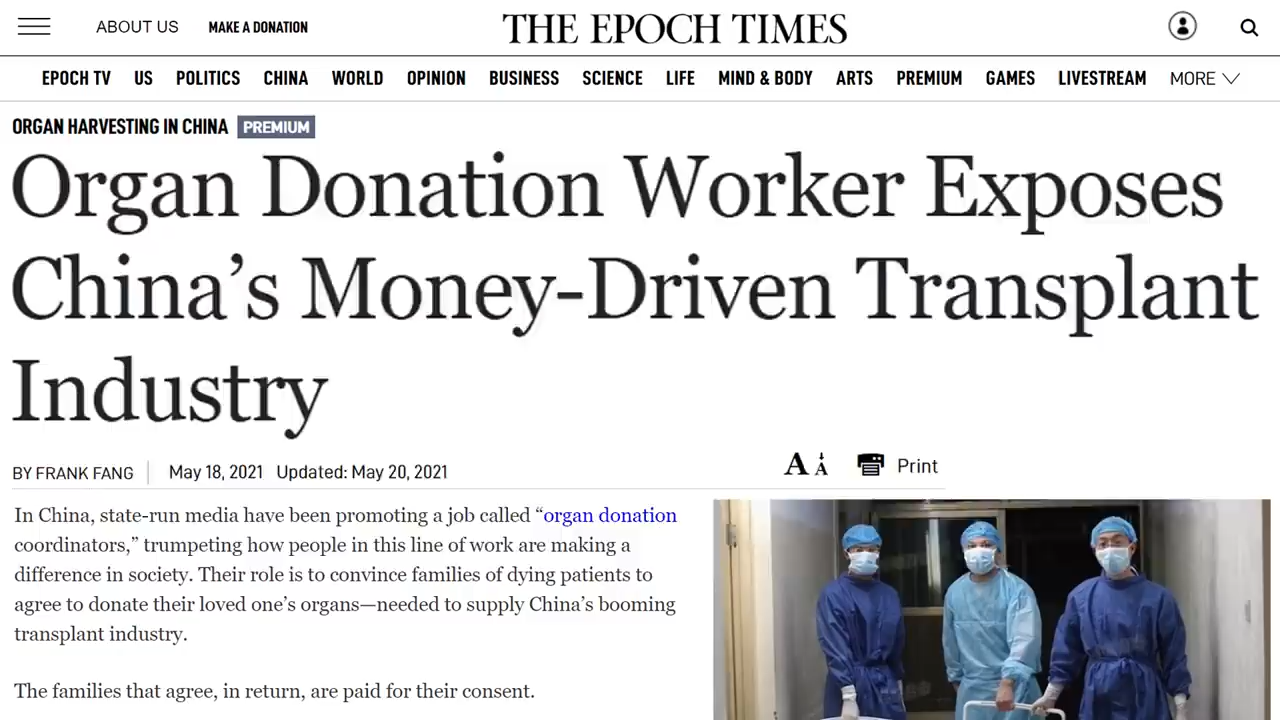 ABOUT US MAKE A DONATION THE EPOCH TIMES
EPOCH TV US POLITICS CHINA WORLD OPINION BUSINESS SCIENCE LIFE MIND & BODY ARTS PREMIUM GAMES LIVESTREAM MORE
ORGAN HARVESTING IN CHINA PREMIUM
Organ Donation Worker Exposes
China’s Money-Driven Transplant
Industry
BY FRANK FANG May 18, 2021 Updated: May 20, 2021 A A Print
In China, state-run media have been promoting a job called “organ donation
coordinators,” trumpeting how people in this line of work are making a
difference in society. Their role is to convince families of dying patients to
agree to donate their loved one’s organs—needed to supply China’s booming
transplant industry.
The families that agree, in return, are paid for their consent.